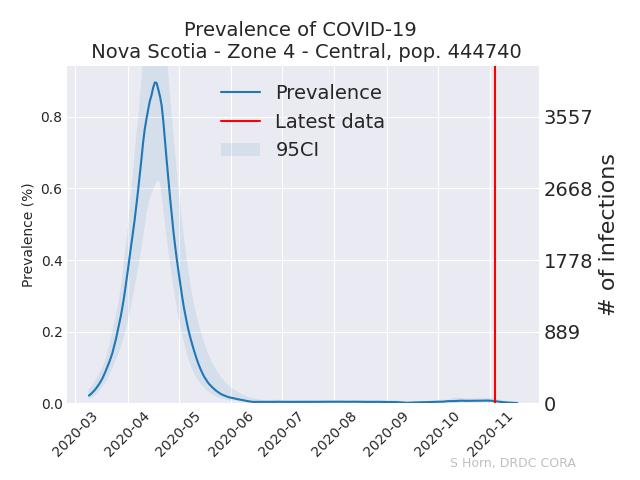 Prevalence of COVID-19
Nova Scotia - Zone 4 - Central, pop. 444740
Prevalence
Latest data
95CI
Prevalence (%)
0.8
0.6
0.4
0.2
0.0
3557
2668
1778
889
0
# of infections
2020-03
2020-04
2020-05
2020-06
2020-07
2020-08
2020-09
2020-10
2020-11
S Horn, DRDC CORA